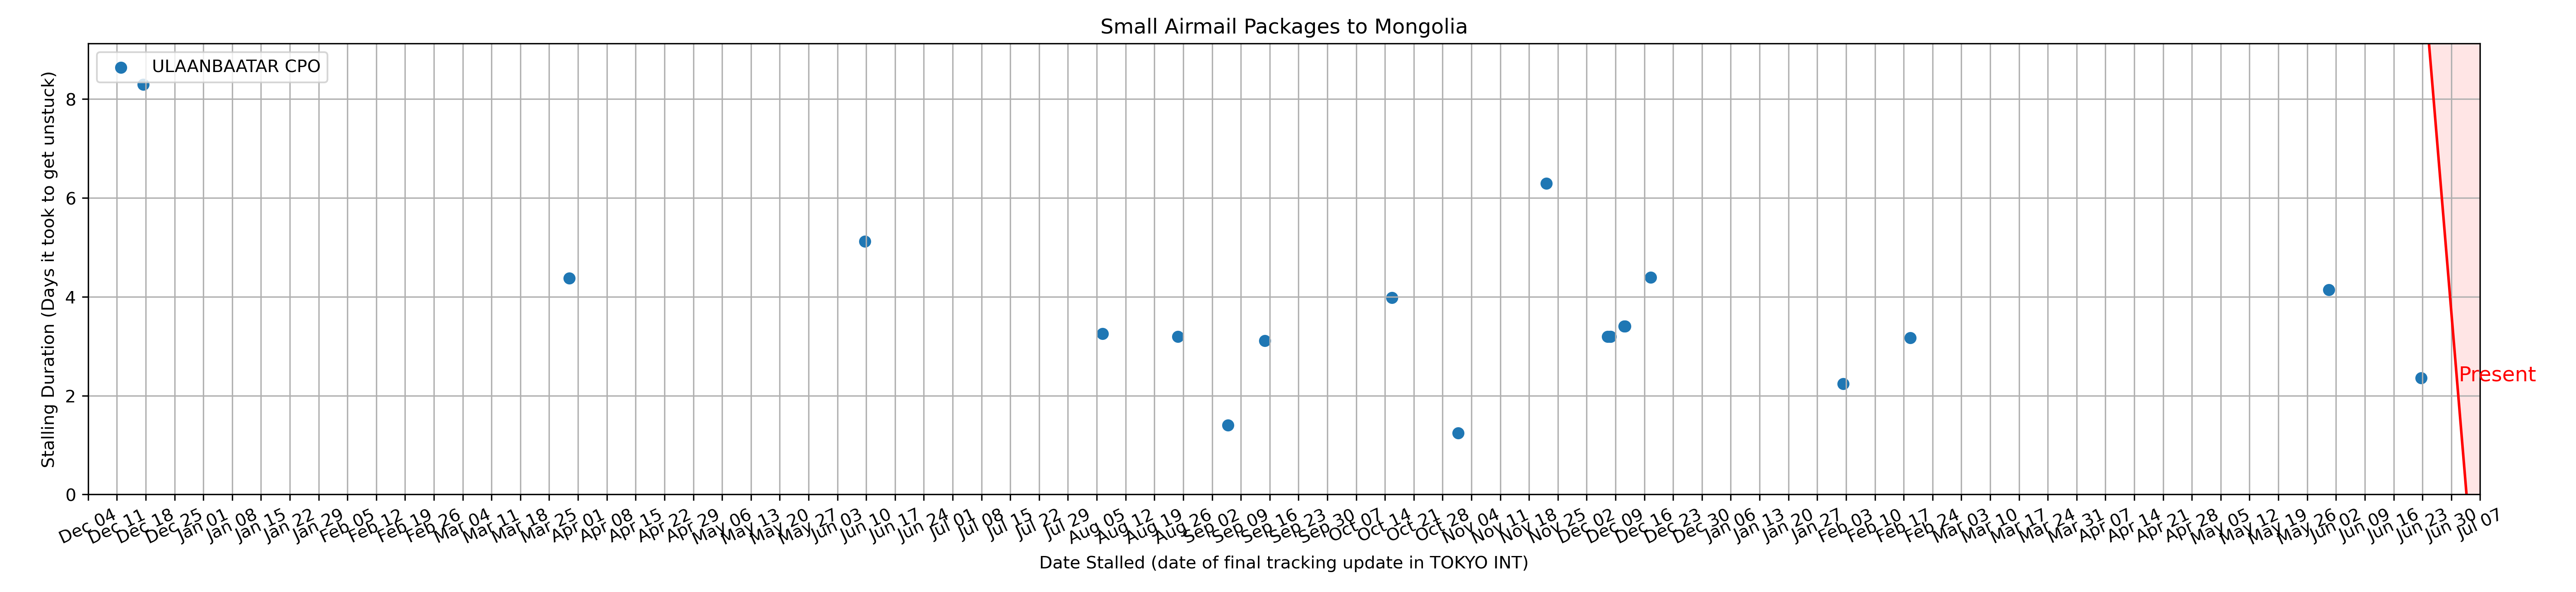 Small Airmail Packages to Mongolia
ULAANBAATAR CPO
Stalling Duration (Days it took to get unstuck)
8
6
4
2
0
Present
Dec 04
Dec 11
Dec 18
Dec 25
Jan 01
Jan 08
Jan 15
Jan 22
Jan 29
Feb 05
Feb 12
Feb 19
Feb 26
Mar 04
Mar 11
Mar 18
Mar 25
Apr 01
Apr 08
Apr 15
Apr 22
Apr 29
May 06
May 13
May 20
May 27
Jun 03
Jun 10
Jun 17
Jun 24
Jul 01
Jul 08
Jul 15
Jul 22
Jul 29
Aug 05
Aug 12
Aug 19
Aug 26
Sep 02
Sep 09
Sep 16
Sep 23
Sep 30
Oct 07
Oct 14
Oct 21
Oct 28
Nov 04
Nov 11
Nov 18
Nov 25
Dec 02
Dec 09
Dec 16
Dec 23
Dec 30
Jan 06
Jan 13
Jan 20
Jan 27
Feb 03
Feb 10
Feb 17
Feb 24
Mar 03
Mar 10
Mar 17
Mar 24
Mar 31
Apr 07
Apr 14
Apr 21
Apr 28
May 05
May 12
May 19
May 26
Jun 02
Jun 09
Jun 16
Jun 23
Jun 30
Jul 07
Date Stalled (date of final tracking update in TOKYO INT)